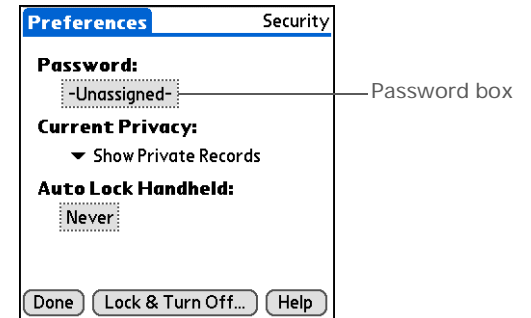 Preferences Security
Password:
-Unassigned- Password box
Current Privacy:
Show Private Records
Auto Lock Handheld:
Never
Done Lock & Turn Off... Help